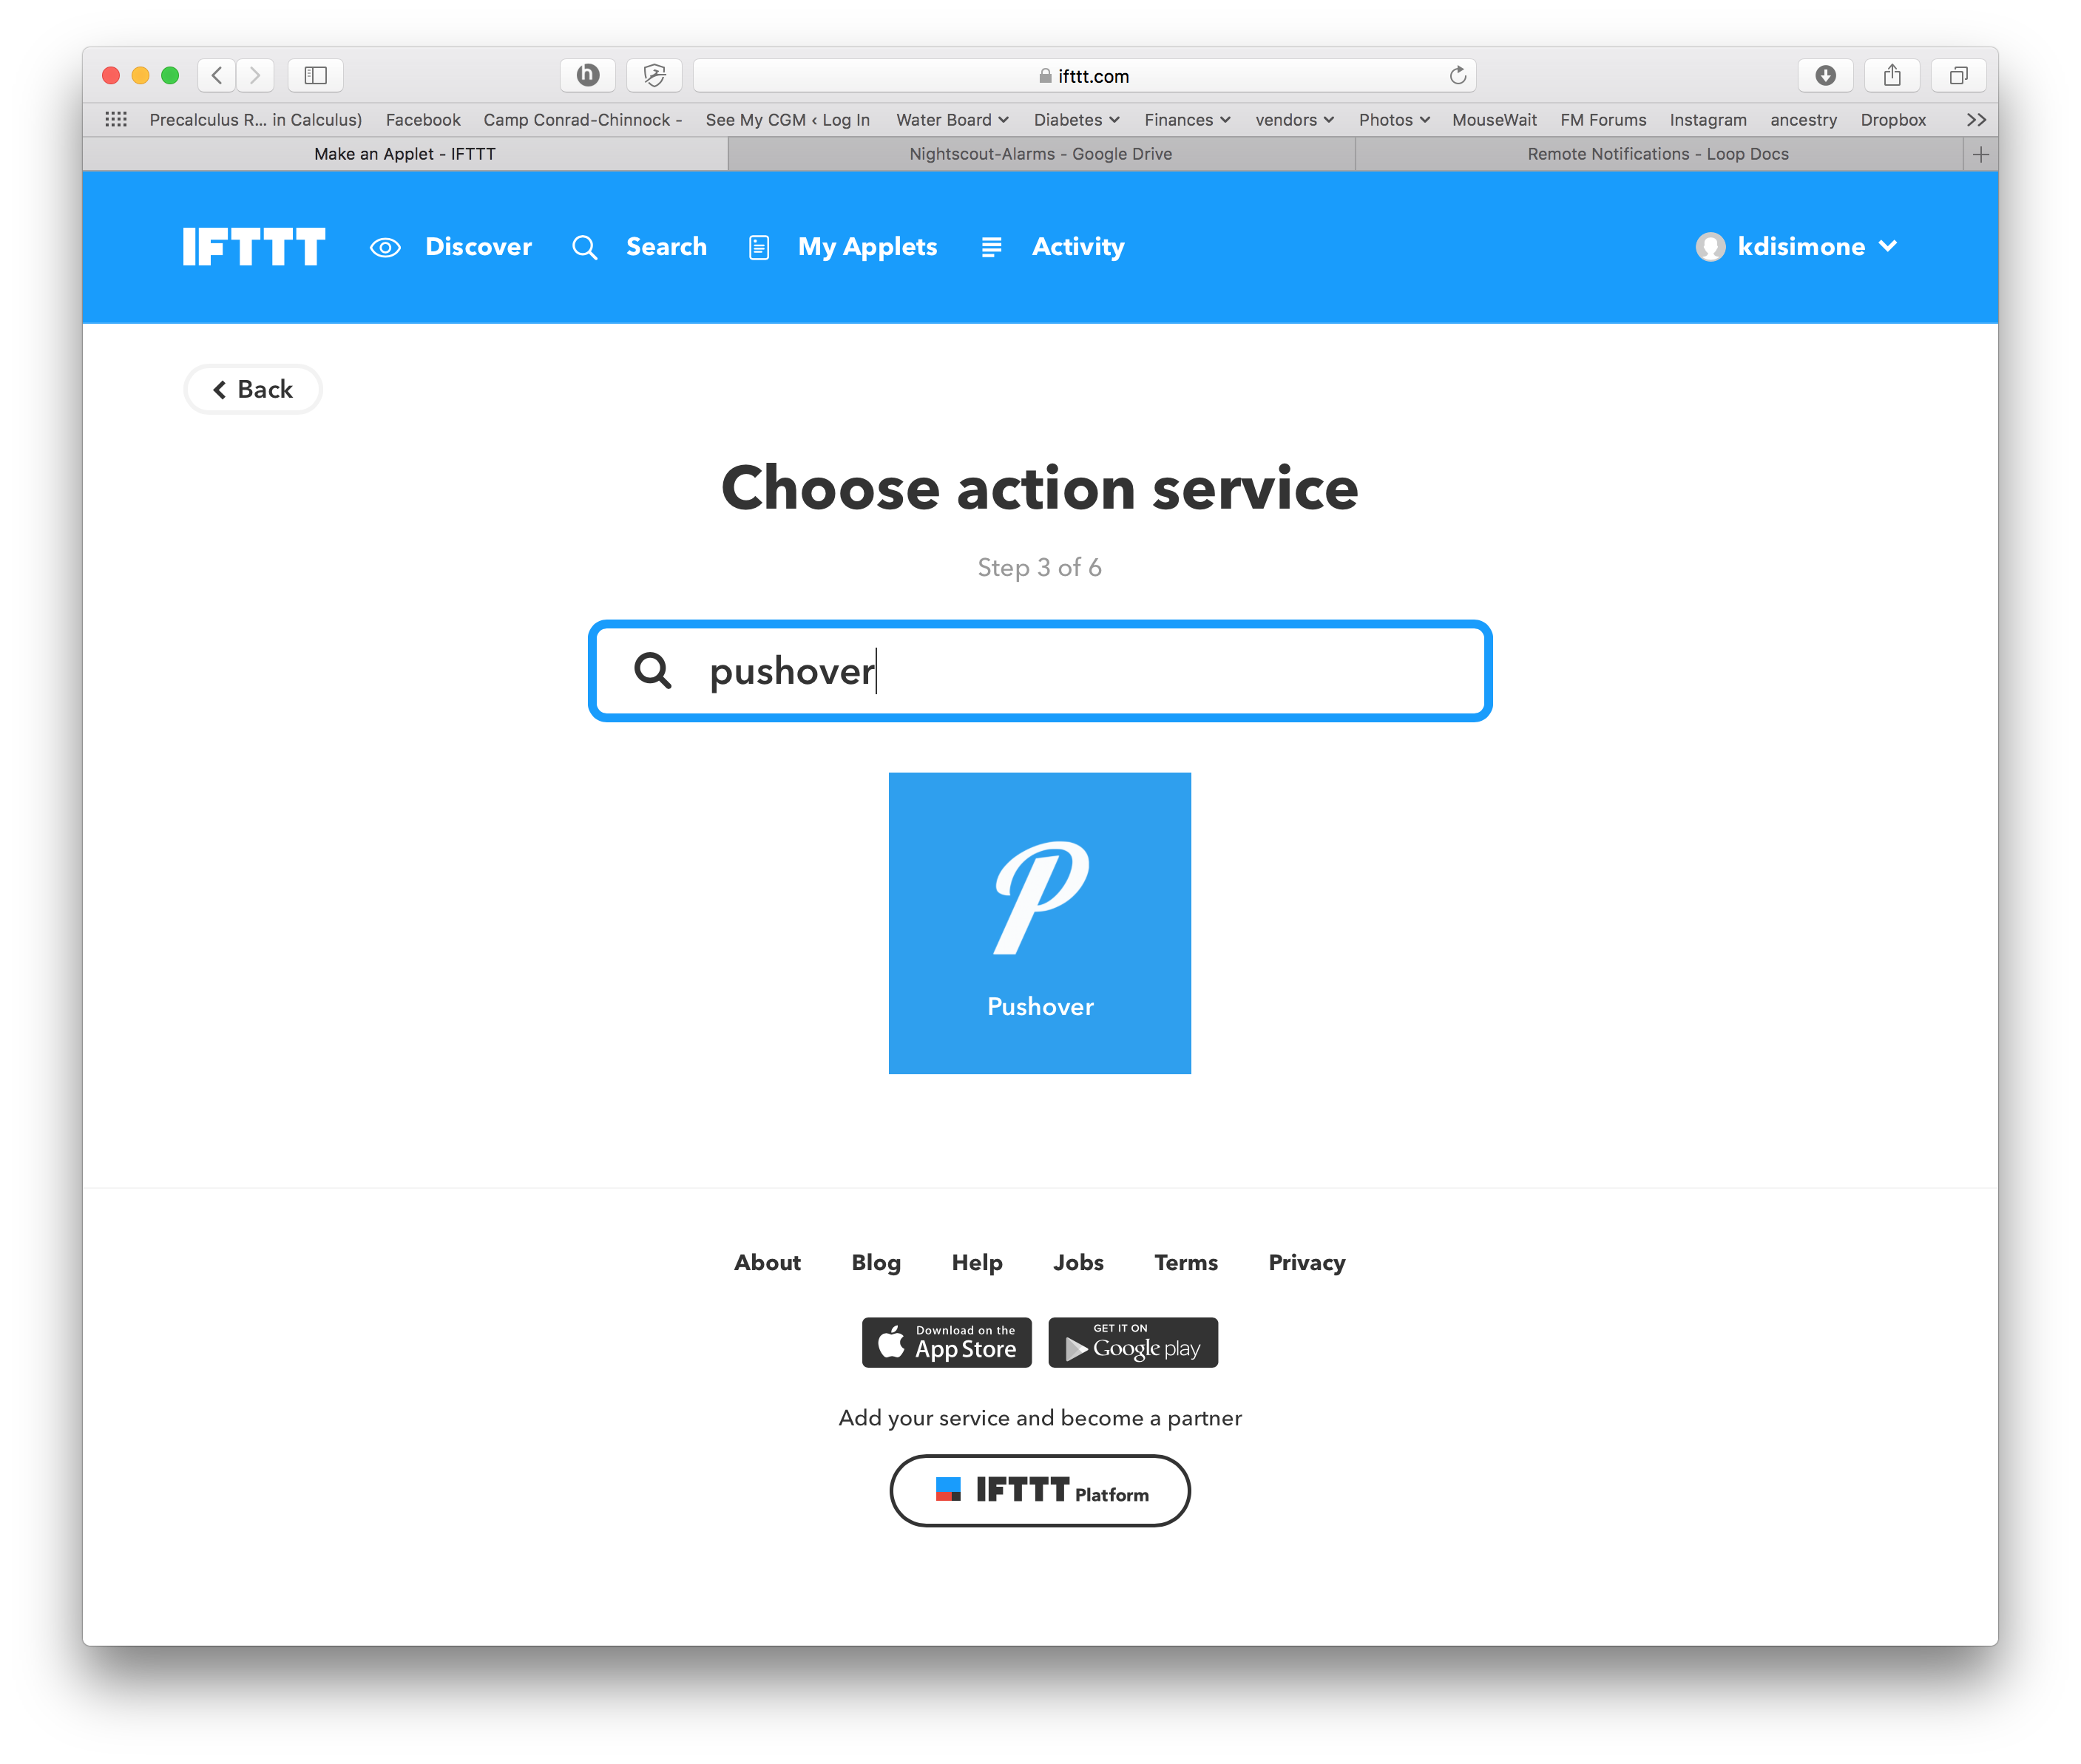 ifttt.com
Precalculus R... in Calculus) Facebook Camp Conrad-Chinnock - See My CGM ‹ Log In Water Board Diabetes Finances vendors Photos MouseWait FM Forums Instagram ancestry Dropbox
Make an Applet - IFTTT Nightscout-Alarms - Google Drive Remote Notifications - Loop Docs
IFTTT Discover Search My Applets Activity kdisimone
Back
Choose action service
Step 3 of 6
pushover
Pushover
About Blog Help Jobs Terms Privacy
Download on the
App Store
GET IT ON
Google play
Add your service and become a partner
IFTTT Platform